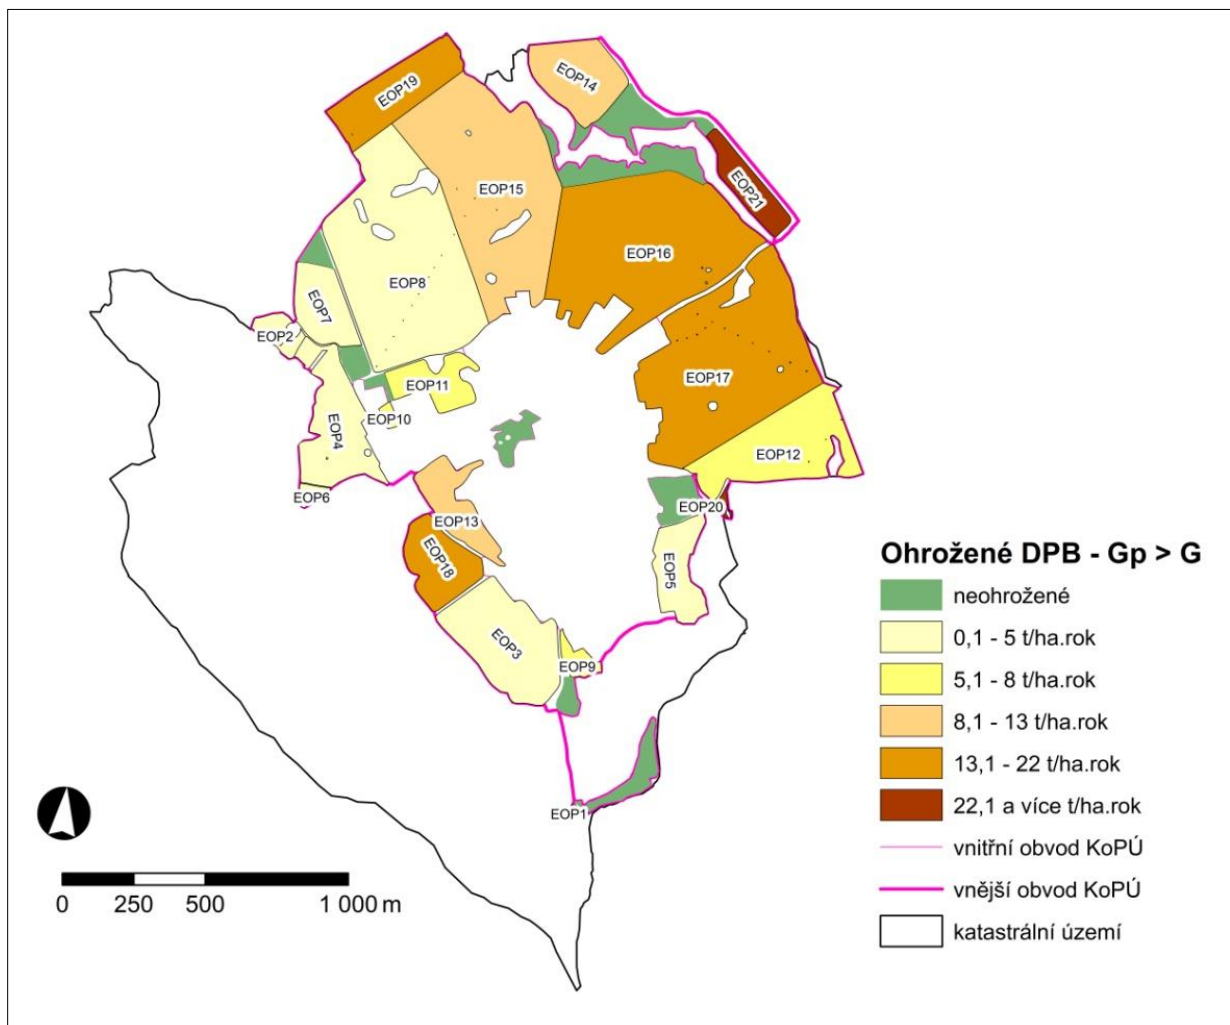 EOP19
EOP14
EOP15
EOP21
EOP16
EOP8
EOP7
EOP2
EOP11
EOP17
EOP10
EOP4
EOP12
EOP6
EOP20
EOP13
EOP18
EOP5
EOP3
EOP9
EOP1
Ohrožené DPB - Gp > G
neohrožené
0,1 - 5 t/ha.rok
5,1 - 8 t/ha.rok
8,1 - 13 t/ha.rok
13,1 - 22 t/ha.rok
22,1 a více t/ha.rok
vnitřní obvod KoPÚ
vnější obvod KoPÚ
katastrální území
0 250 500 1 000 m